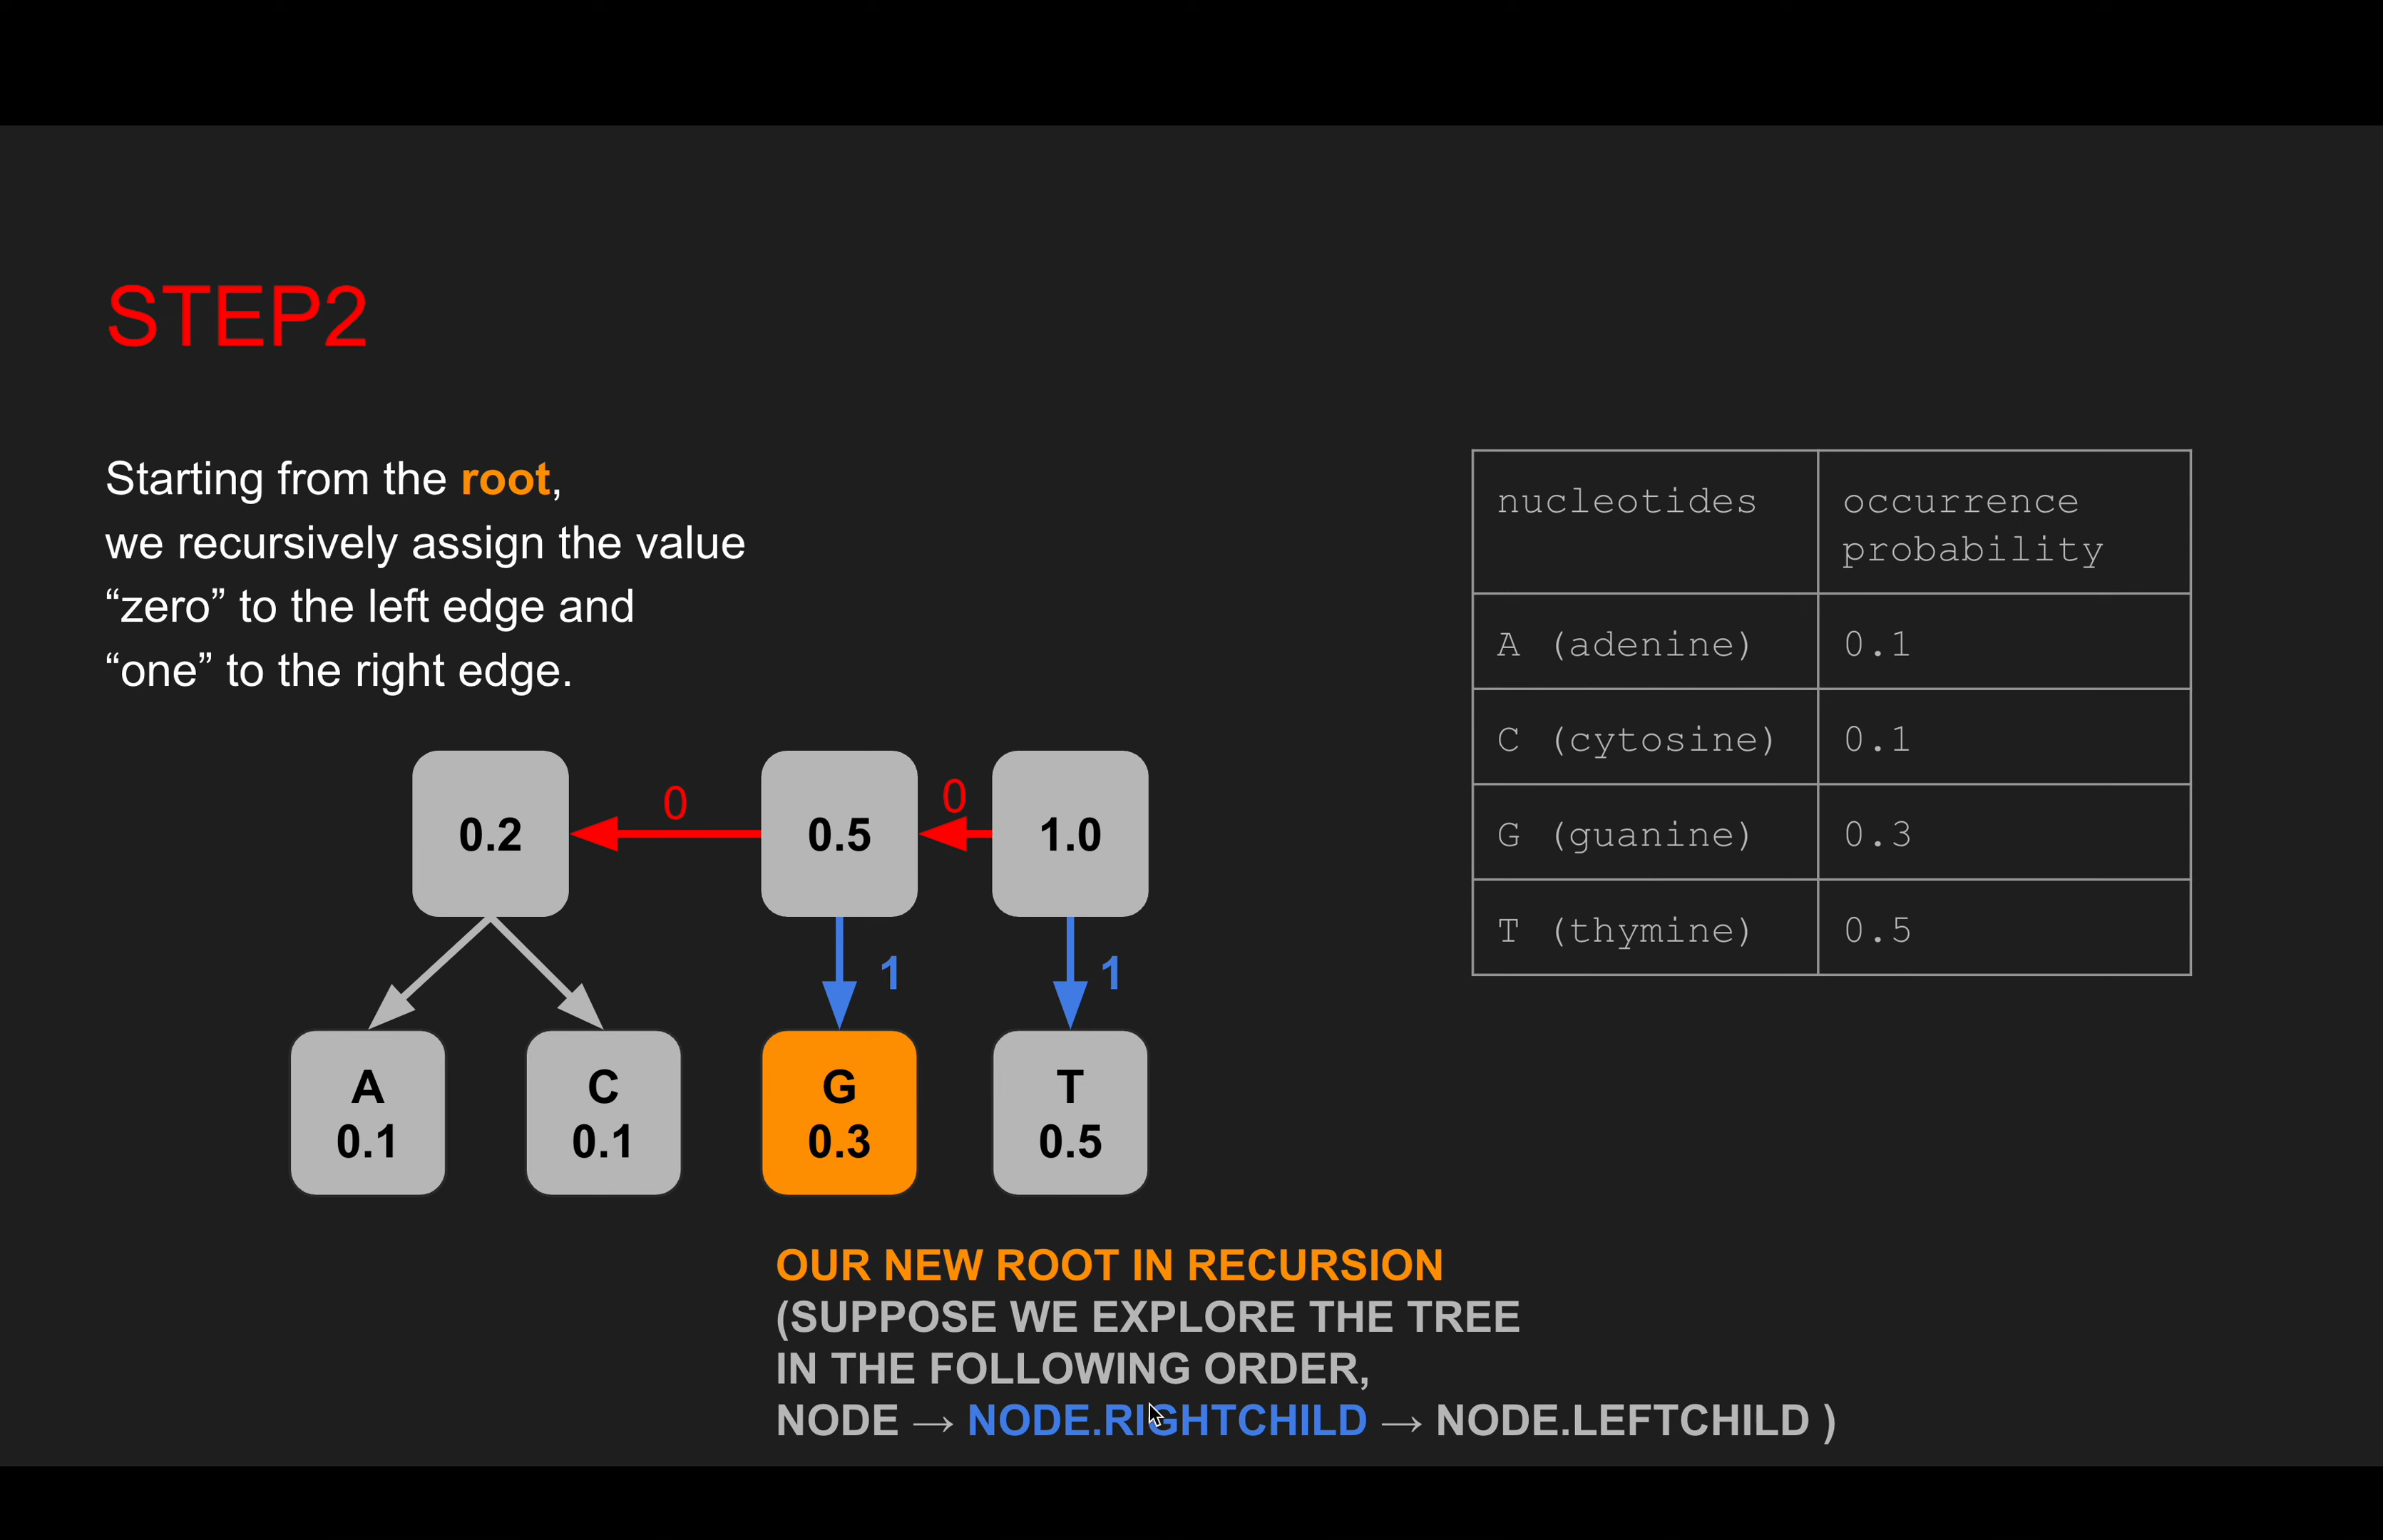 STEP2
Starting from the root,
we recursively assign the value
“zero” to the left edge and
“one” to the right edge.
nucleotides occurrence probability
A (adenine) 0.1
C (cytosine) 0.1
G (guanine) 0.3
T (thymine) 0.5
0.2 0 0.5 0 1.0
1 1
A C G T
0.1 0.1 0.3 0.5
OUR NEW ROOT IN RECURSION
(SUPPOSE WE EXPLORE THE TREE
IN THE FOLLOWING ORDER,
NODE → NODE.RIGHTCHILD → NODE.LEFTCHILD )